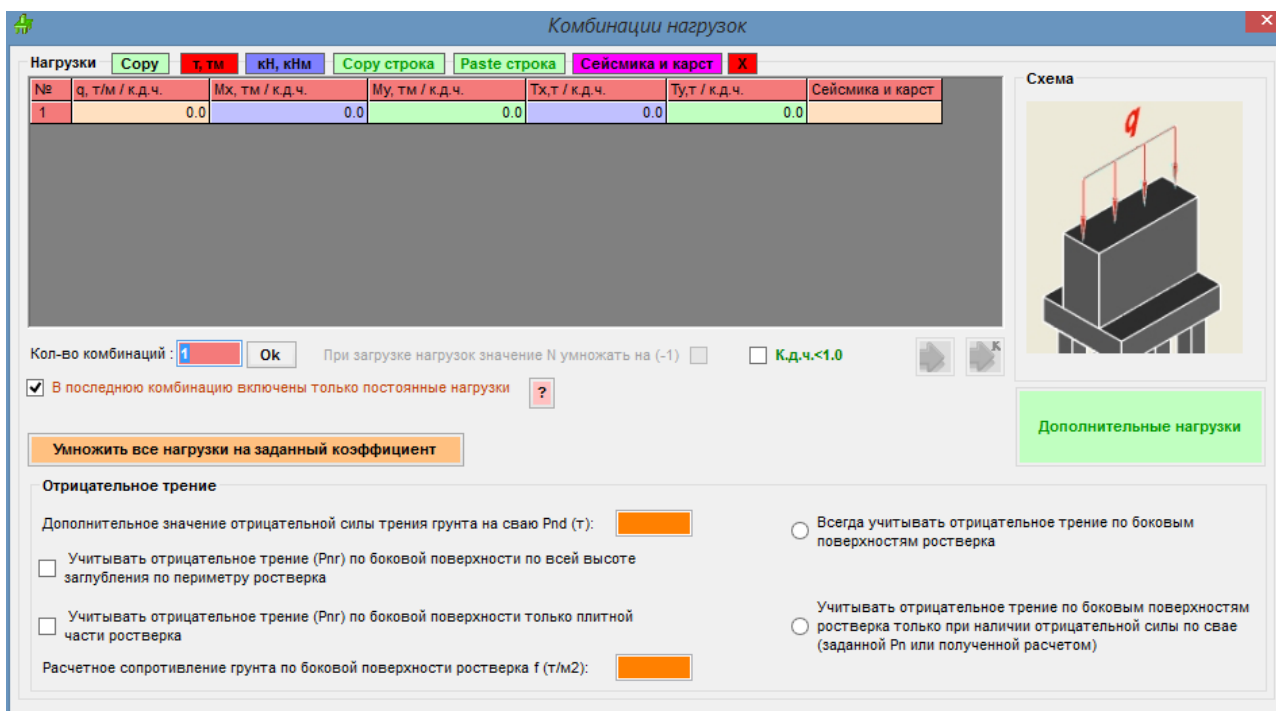 Комбинации нагрузок
Нагрузки Copy т, тм кН, кНм Copy строка Paste строка Сейсмика и карст X
№ q, т/м / к.д.ч. Mx, тм / к.д.ч. My, тм / к.д.ч. Tx,т / к.д.ч. Ty,т / к.д.ч. Сейсмика и карст
1 0.0 0.0 0.0 0.0 0.0
Схема
q
Кол-во комбинаций : 1 Ok При загрузке нагрузок значение N умножать на (-1) К.д.ч.<1.0 К
В последнюю комбинацию включены только постоянные нагрузки ?
Дополнительные нагрузки
Умножить все нагрузки на заданный коэффициент
Отрицательное трение
Дополнительное значение отрицательной силы трения грунта на сваю Pnd (т):
Всегда учитывать отрицательное трение по боковым
поверхностям ростверка
Учитывать отрицательное трение (Pnr) по боковой поверхности по всей высоте
заглубления по периметру ростверка
Учитывать отрицательное трение (Pnr) по боковой поверхности только плитной
части ростверка
Учитывать отрицательное трение по боковым поверхностям
ростверка только при наличии отрицательной силы по свае
(заданной Pn или полученной расчетом)
Расчетное сопротивление грунта по боковой поверхности ростверка f (т/м2):